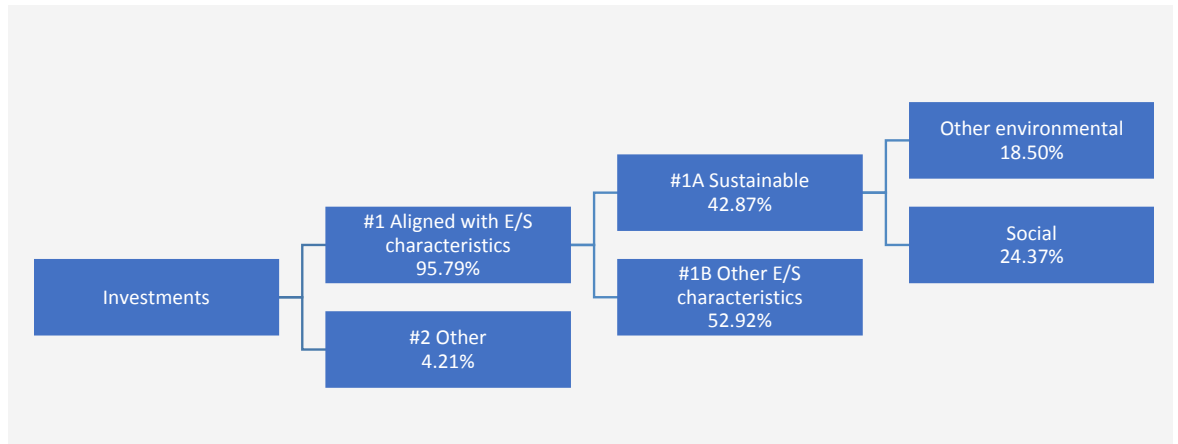 Investments
#1 Aligned with E/S
characteristics
95.79%
#2 Other
4.21%
#1A Sustainable
42.87%
#1B Other E/S
characteristics
52.92%
Other environmental
18.50%
Social
24.37%